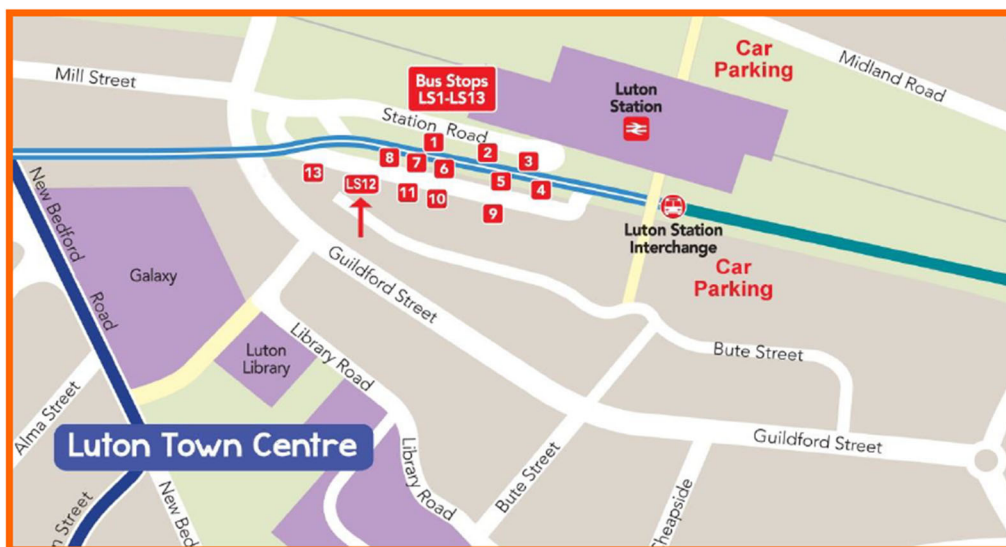 Mill Street
Bus Stops
LS1-LS13
Station Road
Luton
Station
Car
Parking
Midland Road
1
2
3
8
7
6
5
4
13
LS12
11
10
9
Luton Station
Interchange
Car
Parking
New Bedford
Road
Galaxy
Guildford Street
Luton
Library
Library Road
Bute Street
Alma Street
Luton Town Centre
Library Road
Guildford Street
Bute Street
New Bed
n Street
Cheapside